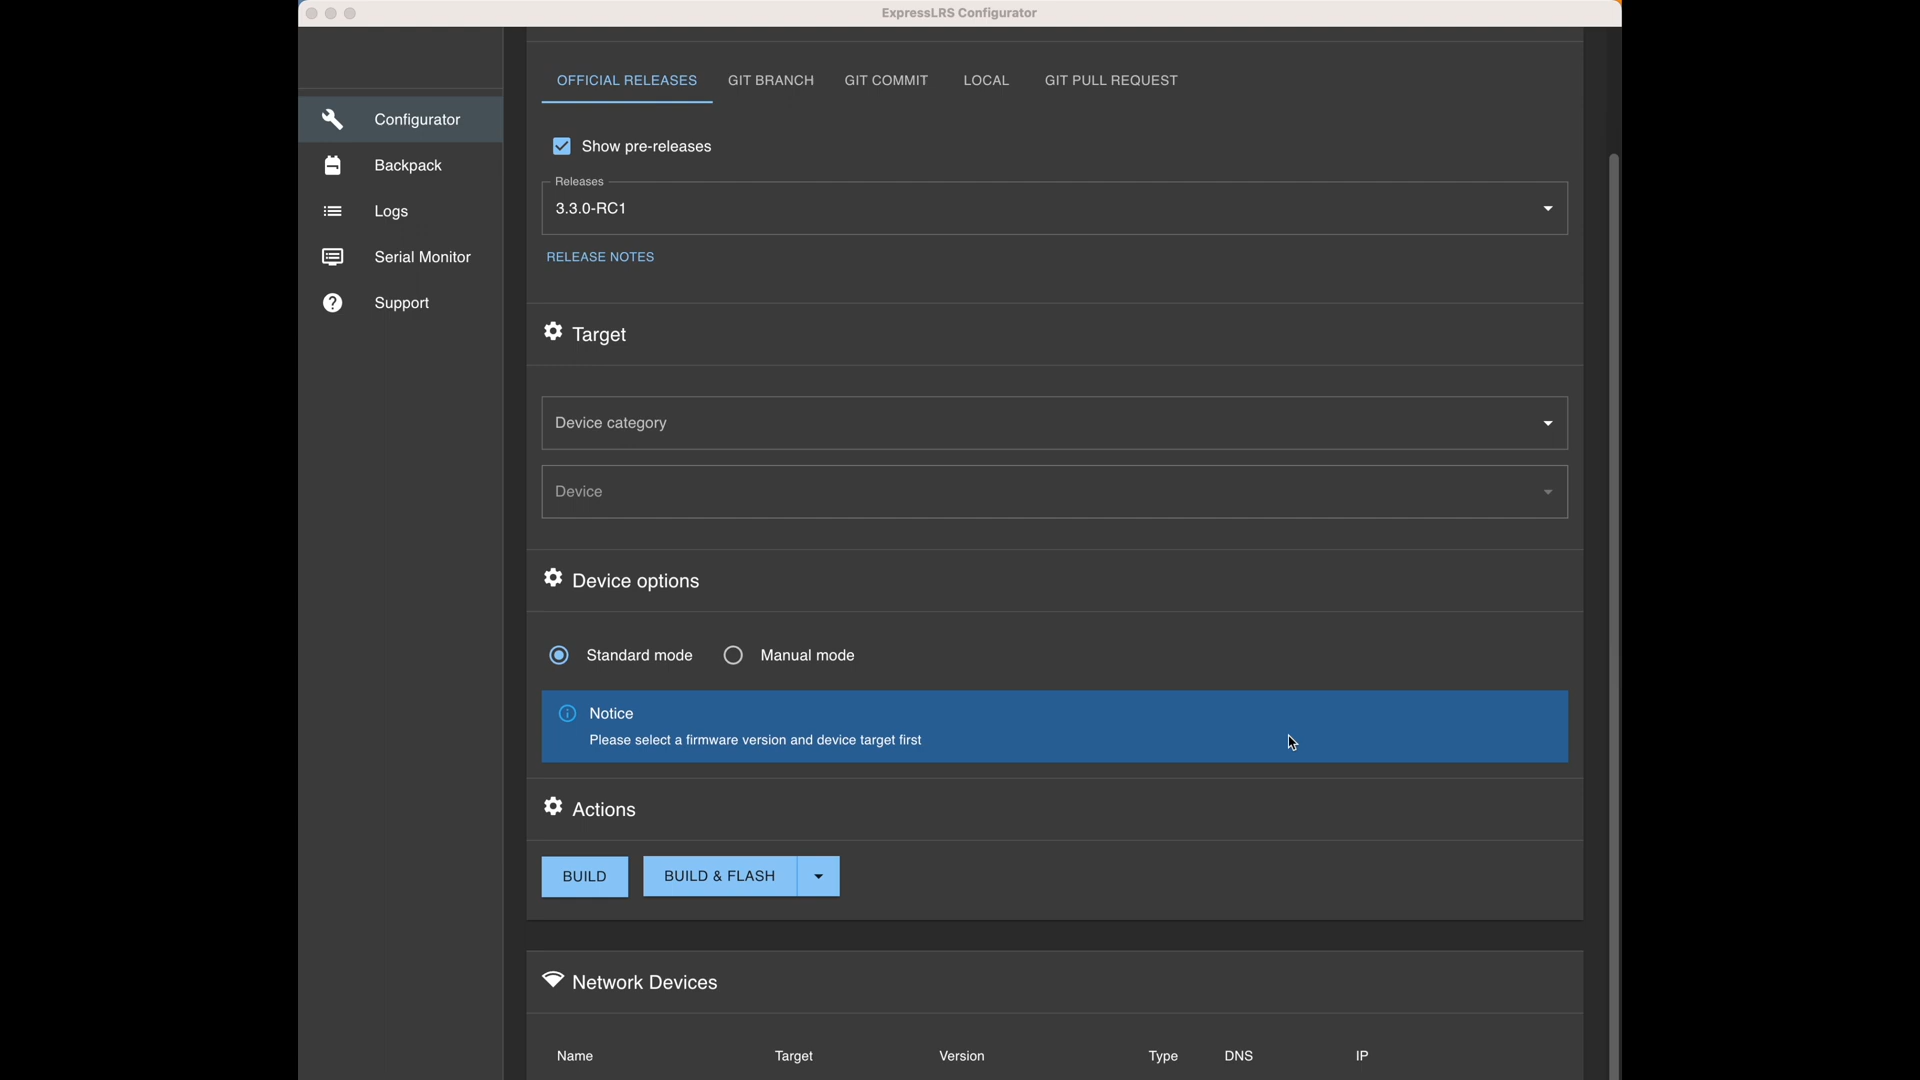 ExpressLRS Configurator
OFFICIAL RELEASES GIT BRANCH GIT COMMIT LOCAL GIT PULL REQUEST
Configurator
Backpack
Logs
Serial Monitor
Support
Show pre-releases
Releases
3.3.0-RC1
RELEASE NOTES
Target
Device category
Device
Device options
Standard mode Manual mode
Notice
Please select a firmware version and device target first
Actions
BUILD BUILD & FLASH
Network Devices
Name Target Version Type DNS IP